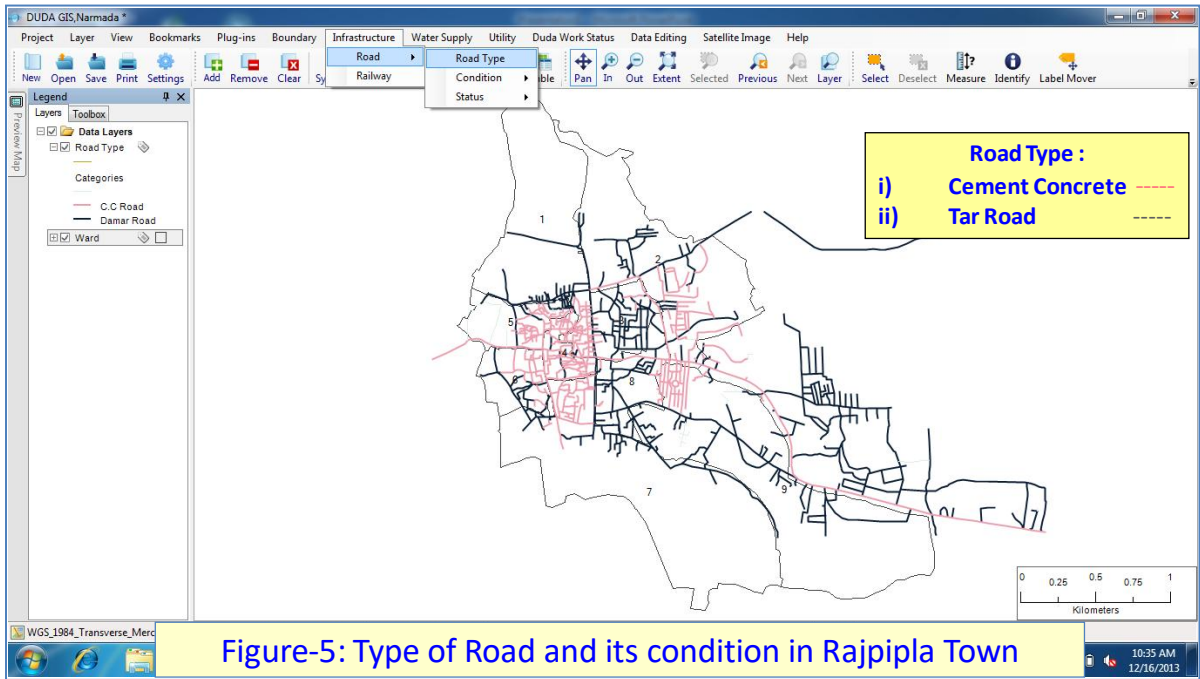 DUDA GIS,Narmada *
Project Layer View Bookmarks Plug-ins Boundary Infrastructure Water Supply Utility Duda Work Status Data Editing Satellite Image Help
Road
Road Type
Railway
Condition
Status
New Open Save Print Settings Add Remove Clear Pan In Out Extent Selected Previous Next Layer Select Deselect Measure Identify Label Mover
Preview Map
Legend
Layers Toolbox
Data Layers
Road Type
Categories
C.C Road
Damar Road
Ward
Road Type :
i) Cement Concrete -----
ii) Tar Road -----
1
2
3
4
5
6
8
7
9
0 0.25 0.5 0.75 1
Kilometers
WGS_1984_Transverse_Merc
Figure-5: Type of Road and its condition in Rajpipla Town
10:35 AM
12/16/2013